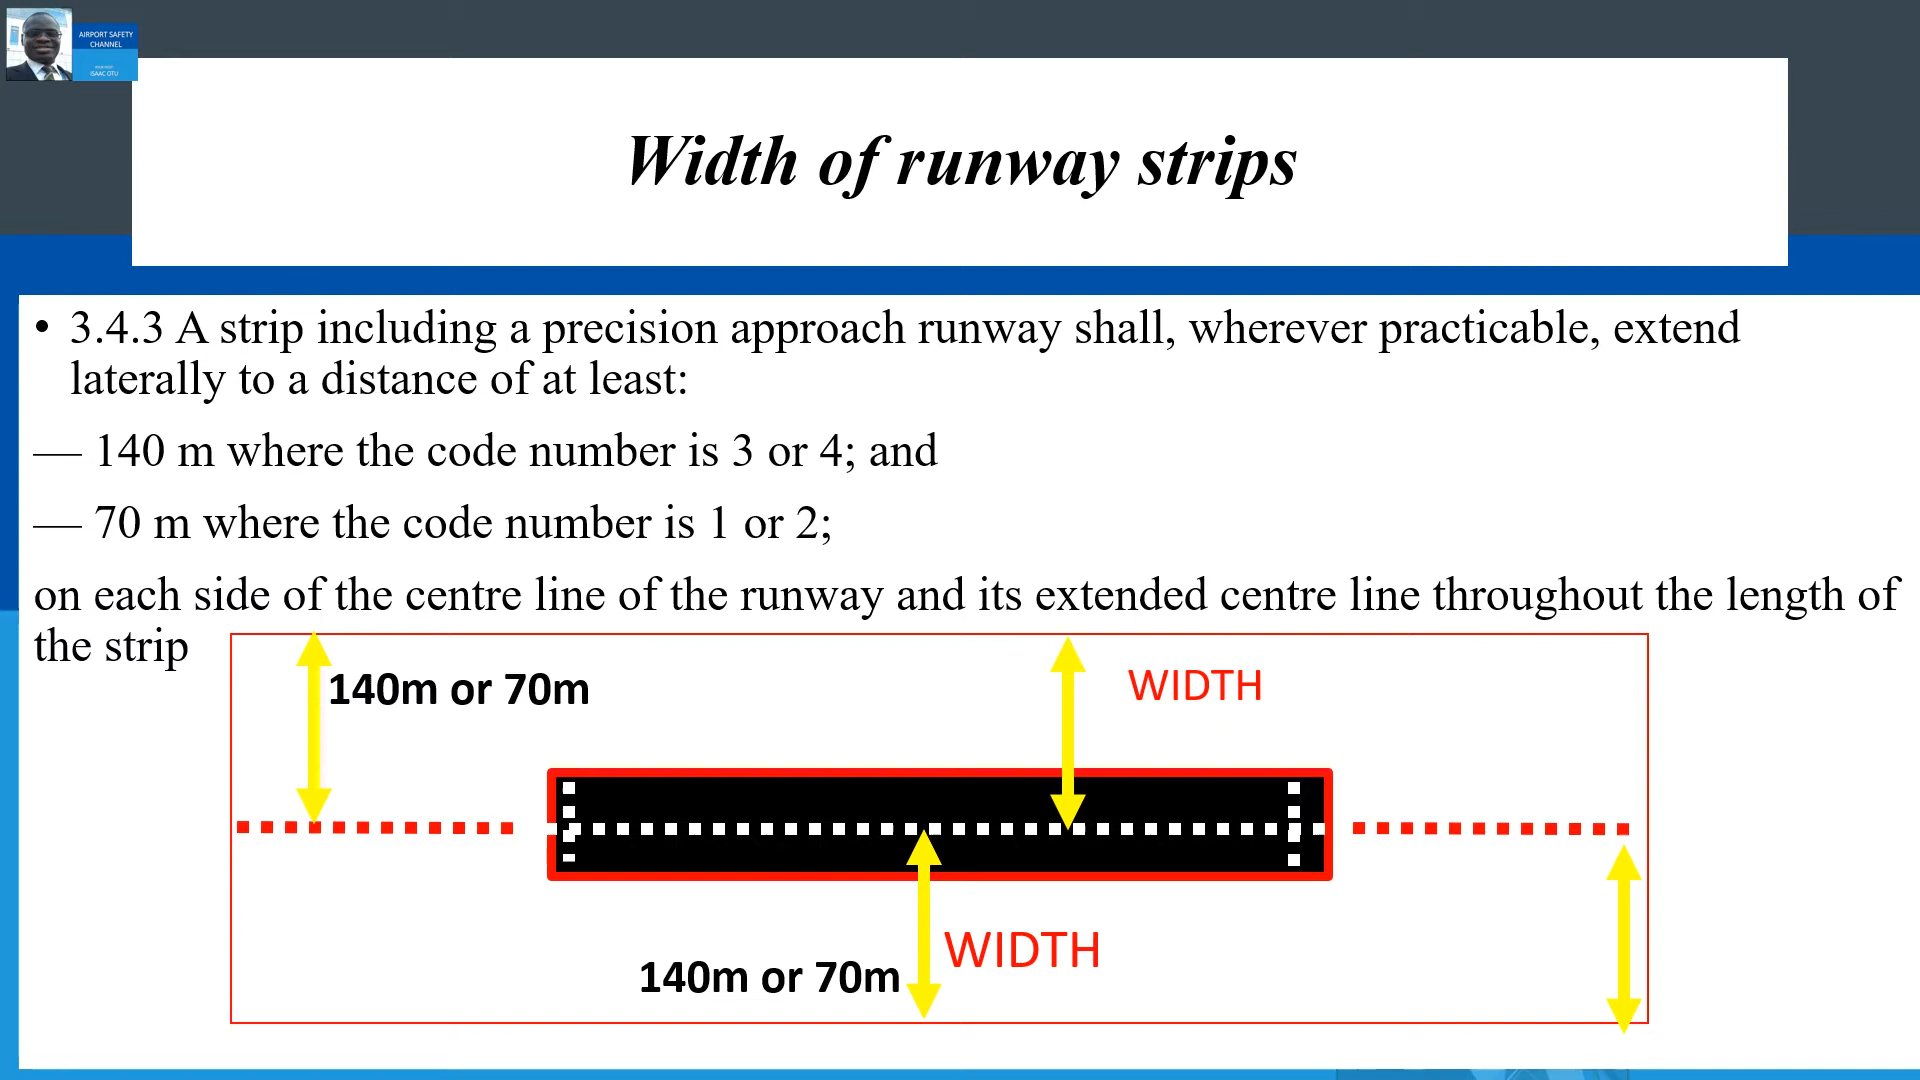 AIRPORT SAFETY
CHANNEL
ISAAC OTU
Width of runway strips
• 3.4.3 A strip including a precision approach runway shall, wherever practicable, extend
laterally to a distance of at least:
— 140 m where the code number is 3 or 4; and
— 70 m where the code number is 1 or 2;
on each side of the centre line of the runway and its extended centre line throughout the length of
the strip
140m or 70m
WIDTH
WIDTH
140m or 70m